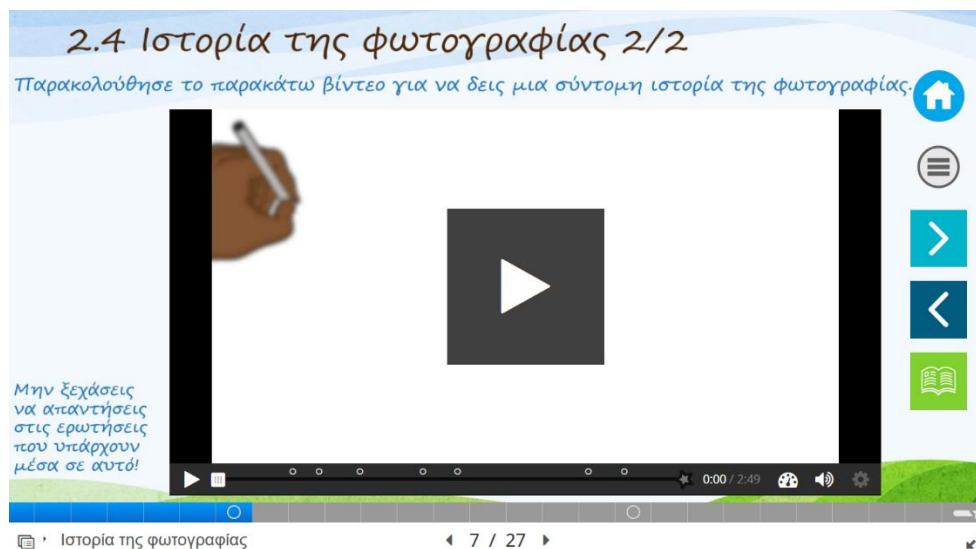 2.4 Ιστορία της φωτογραφίας 2/2
Παρακολούθησε το παρακάτω βίντεο για να δεις μια σύντομη ιστορία της φωτογραφίας.
Μην ξεχάσεις
να απαντήσεις
στις ερωτήσεις
που υπάρχουν
μέσα σε αυτό!
0:00 / 2:49
Ιστορία της φωτογραφίας
7 / 27